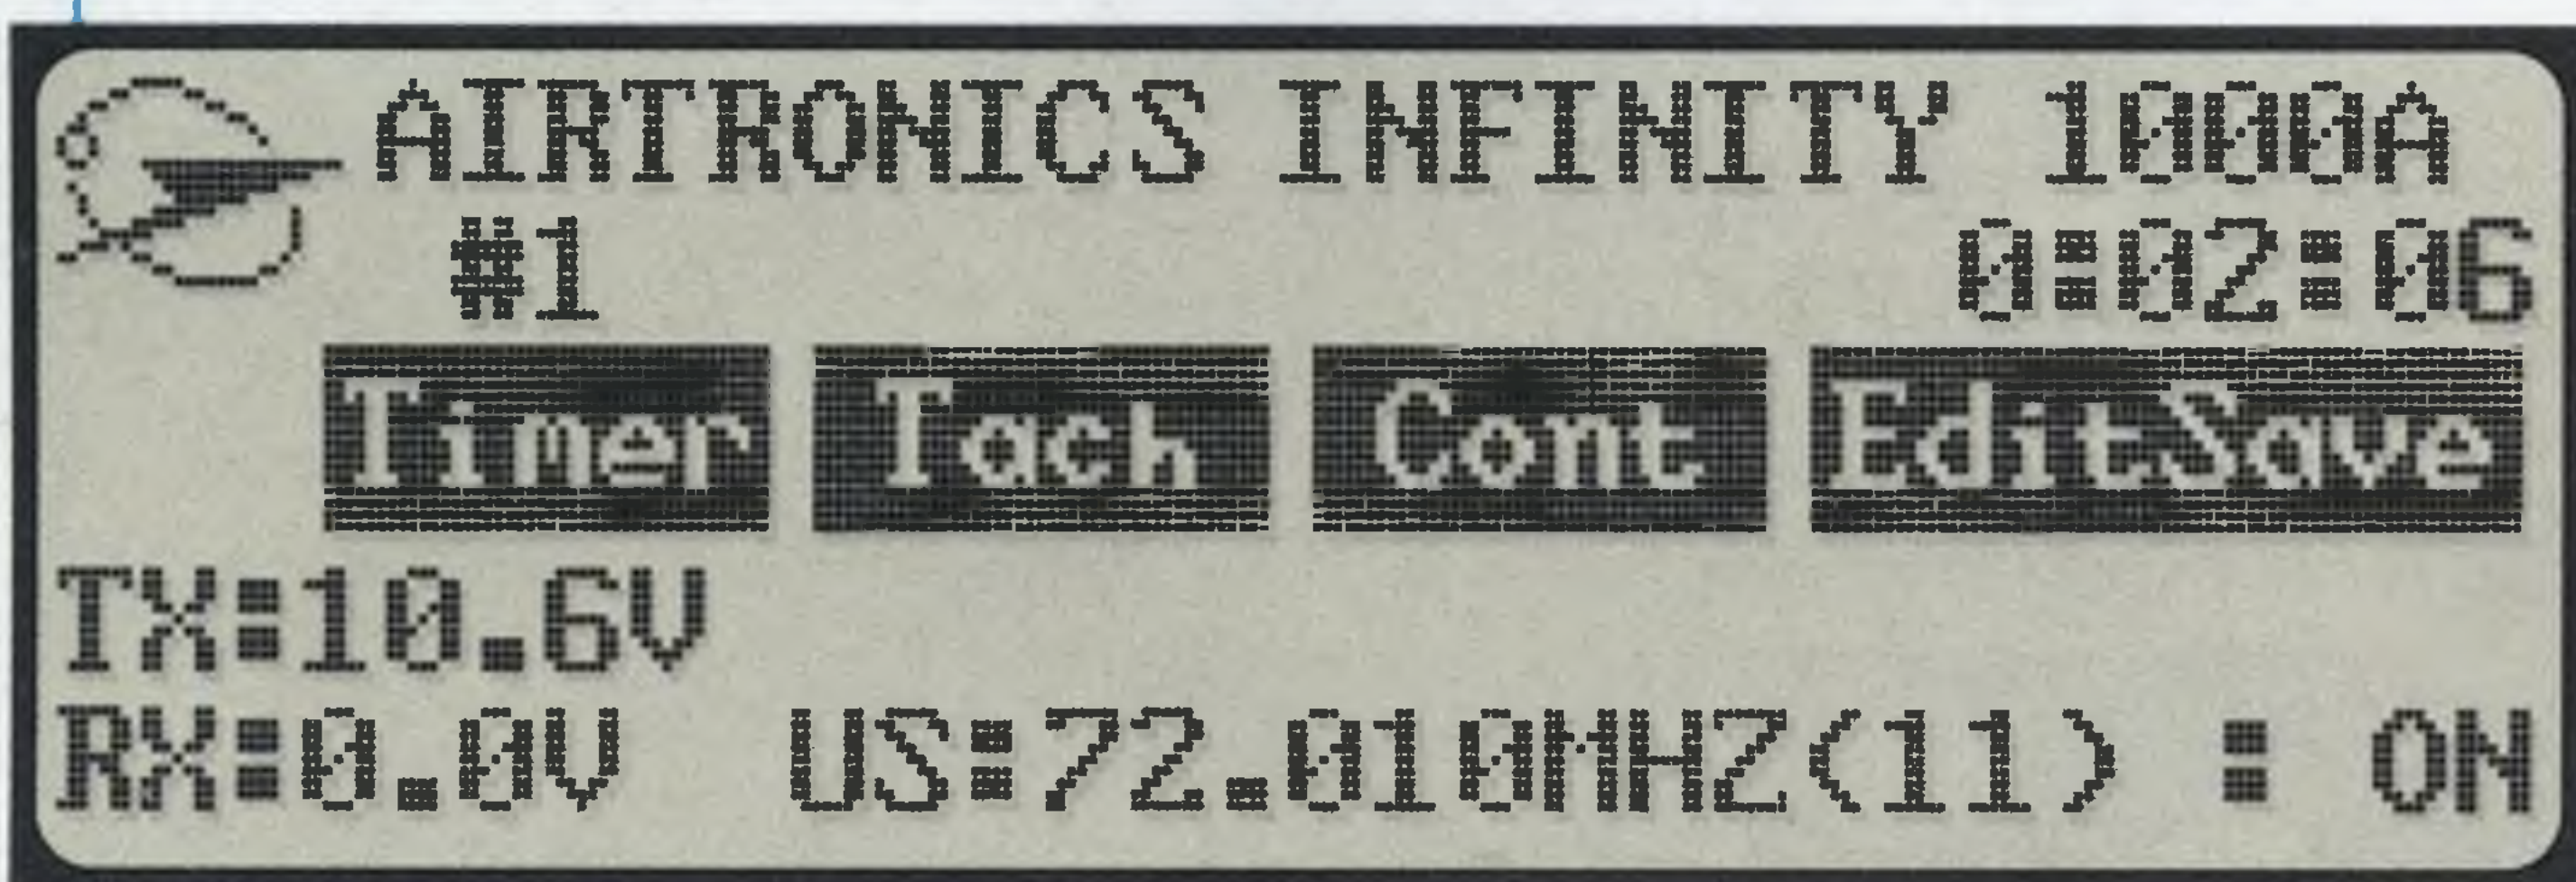 AIRTRONICS INFINITY 1000A
#1 0:02:06
Timer Tach Cont EditSave
TX:10.6V
RX:0.0V US:72.010MHZ(11) : ON